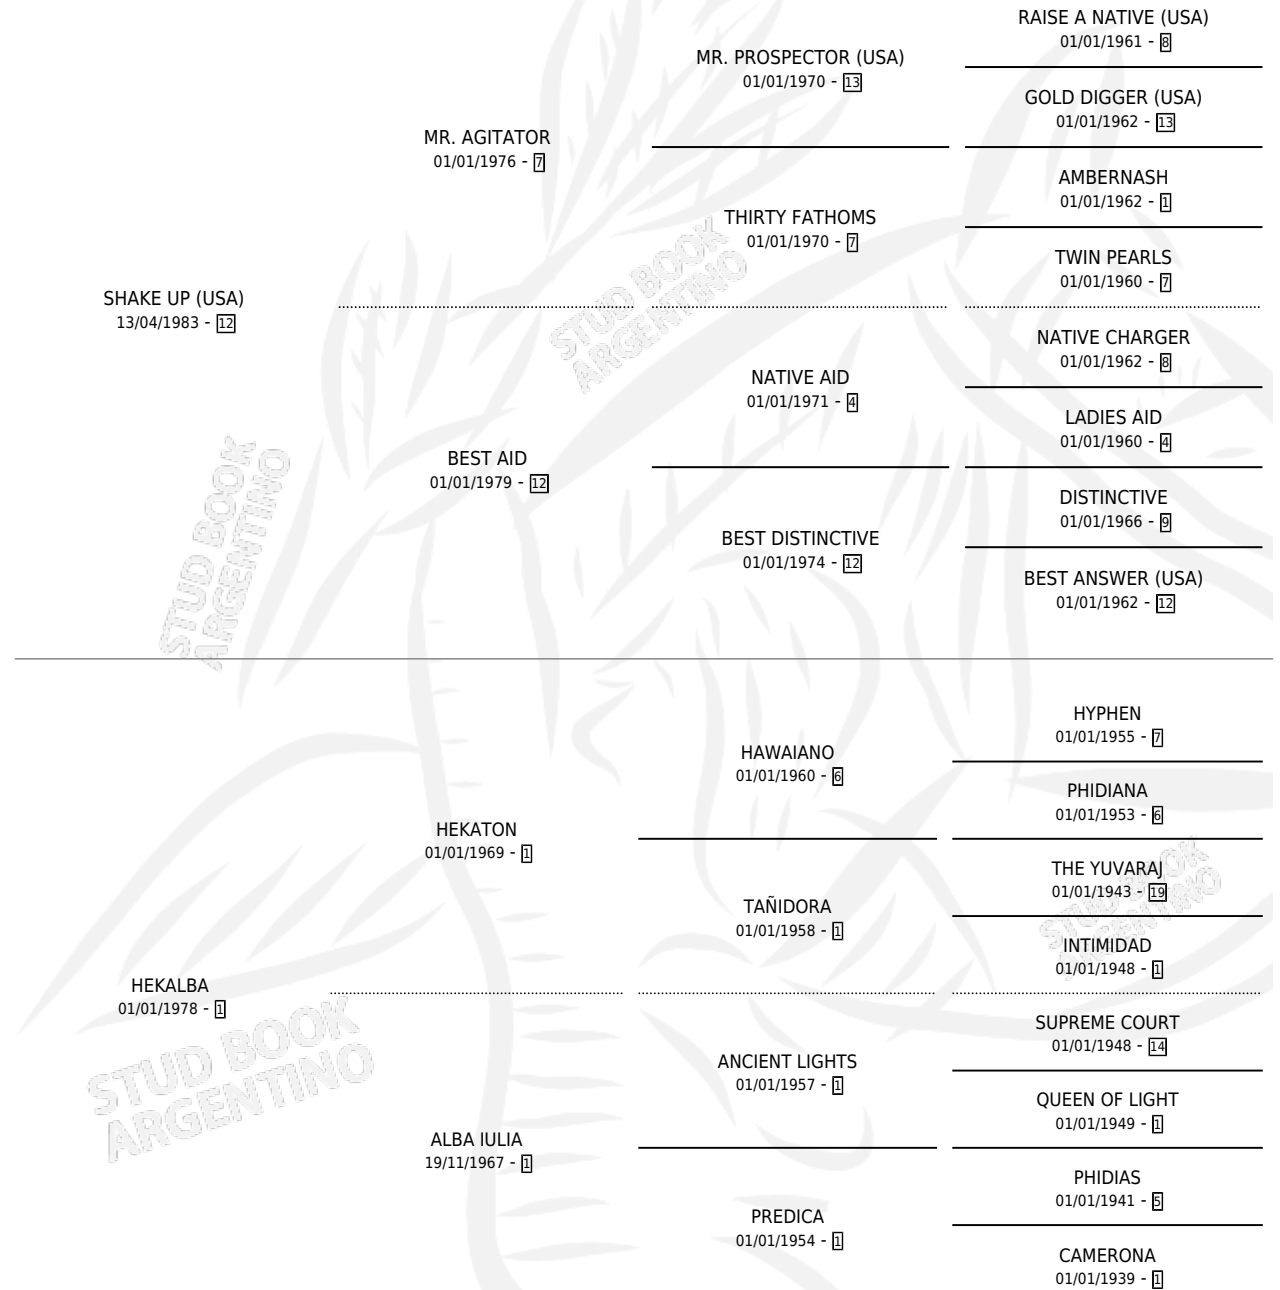 RAISE A NATIVE (USA)
01/01/1961 - 8
MR. PROSPECTOR (USA)
01/01/1970 - 13
GOLD DIGGER (USA)
01/01/1962 - 13
MR. AGITATOR
01/01/1976 - 7
AMBERNASH
01/01/1962 - 1
THIRTY FATHOMS
01/01/1970 - 7
TWIN PEARLS
01/01/1960 - 7
SHAKE UP (USA)
13/04/1983 - 12
NATIVE CHARGER
01/01/1962 - 8
NATIVE AID
01/01/1971 - 4
LADIES AID
01/01/1960 - 4
BEST AID
01/01/1979 - 12
DISTINCTIVE
01/01/1966 - 9
BEST DISTINCTIVE
01/01/1974 - 12
BEST ANSWER (USA)
01/01/1962 - 12
HYPHEN
01/01/1955 - 7
HAWAIANO
01/01/1960 - 6
PHIDIANA
01/01/1953 - 6
HEKATON
01/01/1969 - 1
THE YUVARAJ
01/01/1943 - 19
TAÑIDORA
01/01/1958 - 1
INTIMIDAD
01/01/1948 - 1
HEKALBA
01/01/1978 - 1
SUPREME COURT
01/01/1948 - 14
ANCIENT LIGHTS
01/01/1957 - 1
QUEEN OF LIGHT
01/01/1949 - 1
ALBA IULIA
19/11/1967 - 1
PHIDIAS
01/01/1941 - 5
PREDICA
01/01/1954 - 1
CAMERONA
01/01/1939 - 1
STUD BOOK
ARGENTINO
STUD BOOK
ARGENTINO
STUD BOOK
ARGENTINO
STUD BOOK
ARGENTINO